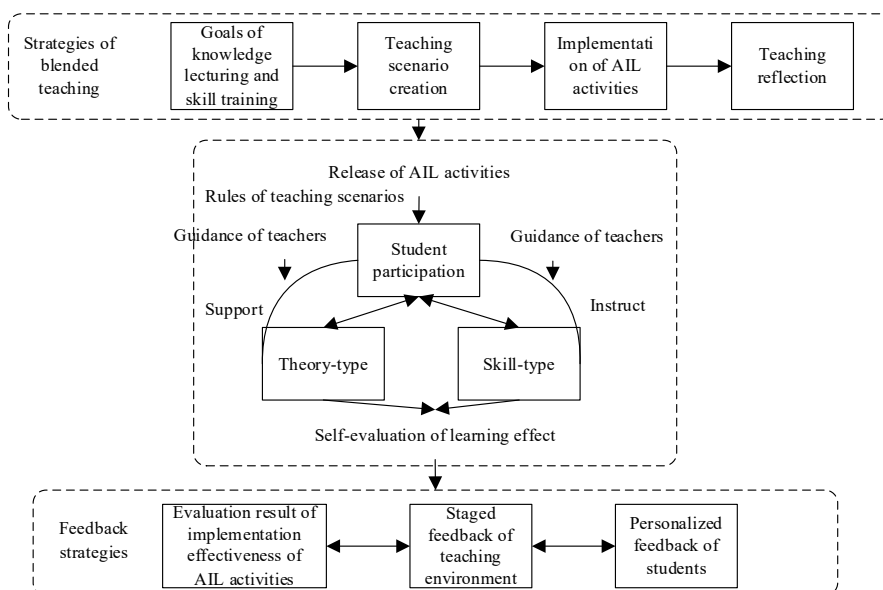 Strategies of
blended
teaching
Goals of
knowledge
lecturing and
skill training
Teaching
scenario
creation
Implementati
on of AIL
activities
Teaching
reflection
Release of AIL activities
Rules of teaching scenarios
Guidance of teachers
Student
participation
Guidance of teachers
Support
Instruct
Theory-type
Skill-type
Self-evaluation of learning effect
Feedback
strategies
Evaluation result of
implementation
effectiveness of
AIL activities
Staged
feedback of
teaching
environment
Personalized
feedback of
students